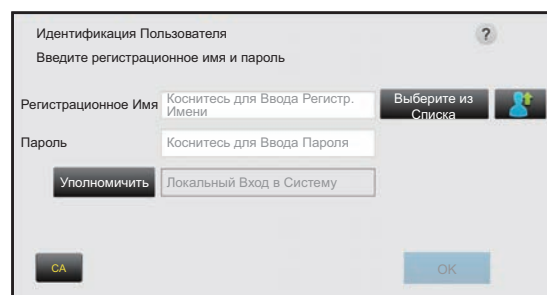 Идентификация Пользователя
?
Введите регистрационное имя и пароль
Регистрационное Имя
Коснитесь для Ввода Регистр.
Имени
Выберите из
Списка
Пароль
Коснитесь для Ввода Пароля
Уполномичить
Локальный Вход в Систему
CA
OK